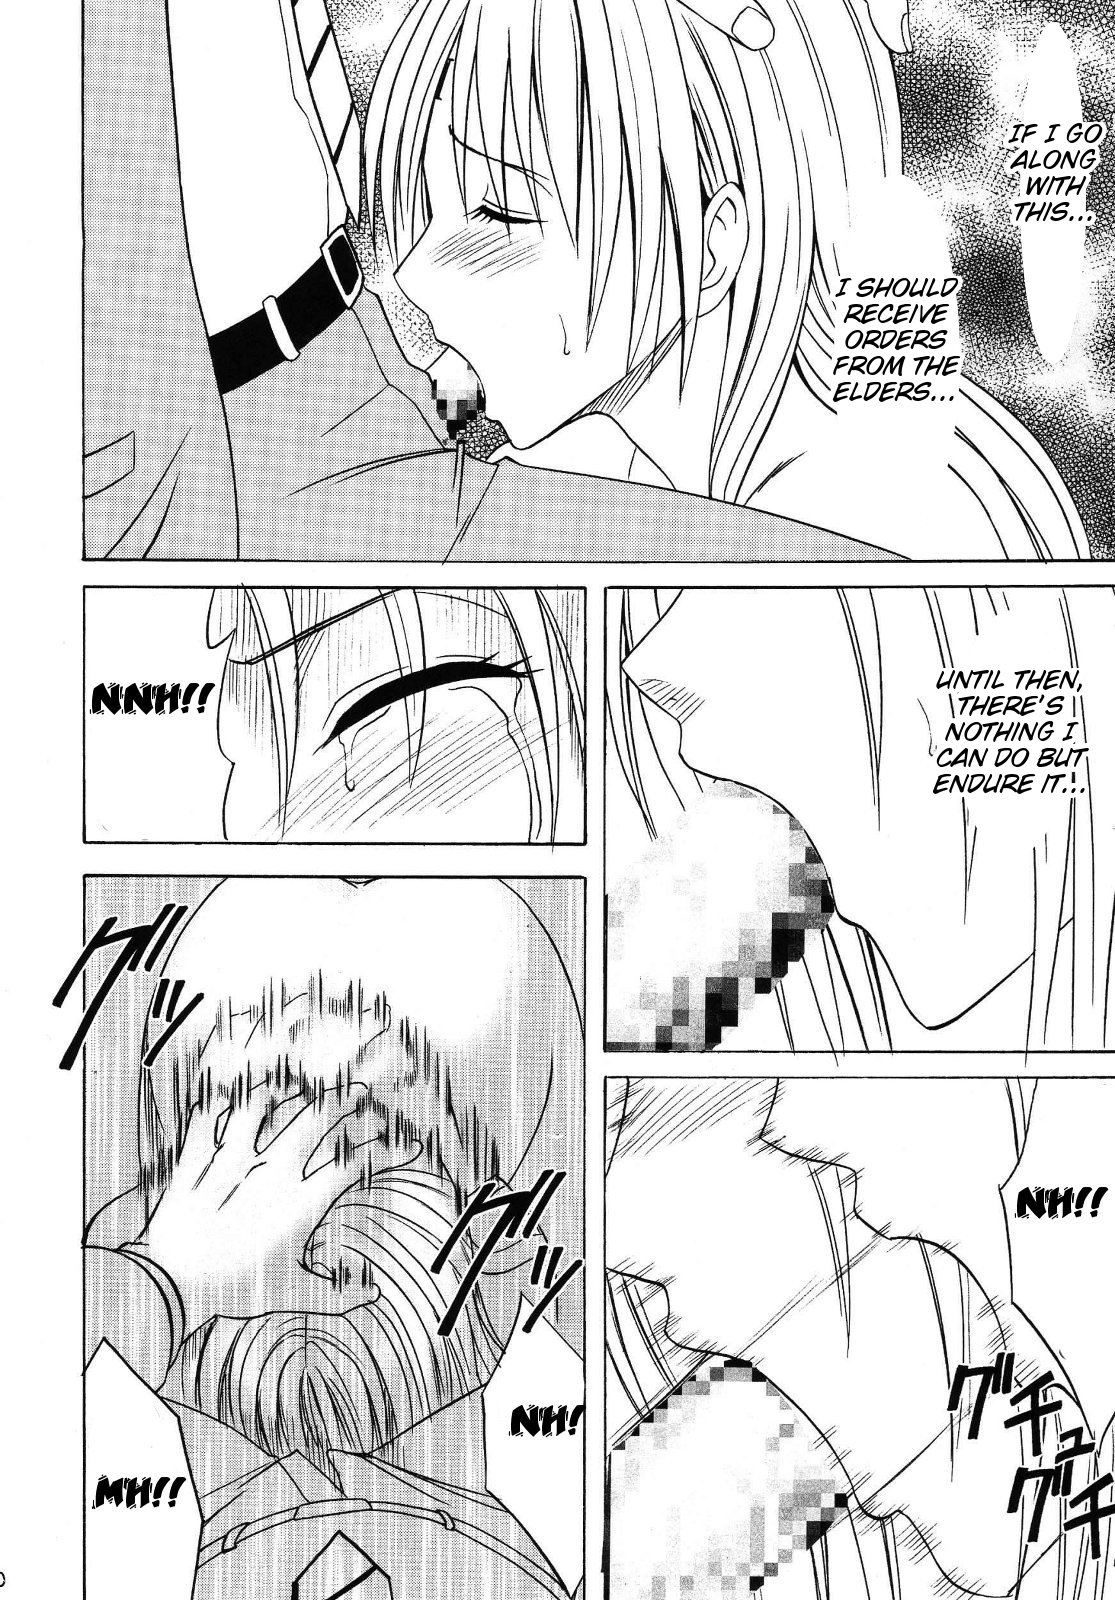 IF I GO
ALONG
WITH
THIS...
I SHOULD
RECEIVE
ORDERS
FROM THE
ELDERS...
UNTIL THEN,
THERE'S
NOTHING I
CAN DO BUT
ENDURE IT...
NNH!!
NH!!
グチュ
グチュ
グッ
グッ
NH!
MH!!